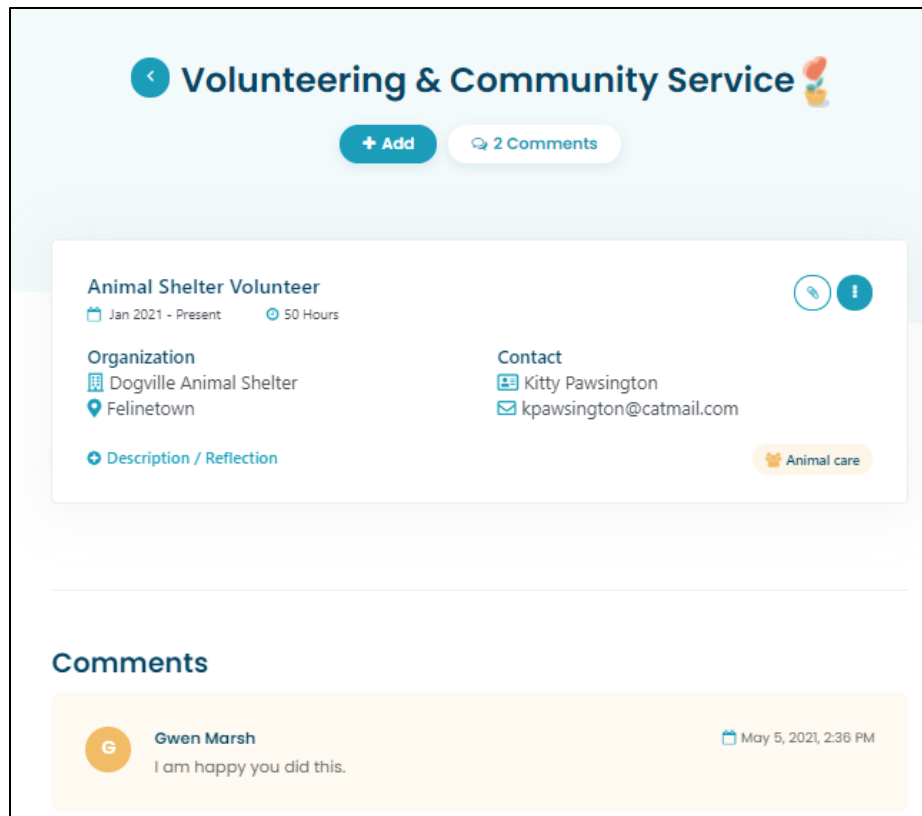 Volunteering & Community Service
+ Add
2 Comments
Animal Shelter Volunteer
Jan 2021 - Present 50 Hours
Organization Contact
Dogville Animal Shelter Kitty Pawsington
Felinetown kpawsington@catmail.com
Description / Reflection Animal care
Comments
G
Gwen Marsh May 5, 2021, 2:36 PM
I am happy you did this.